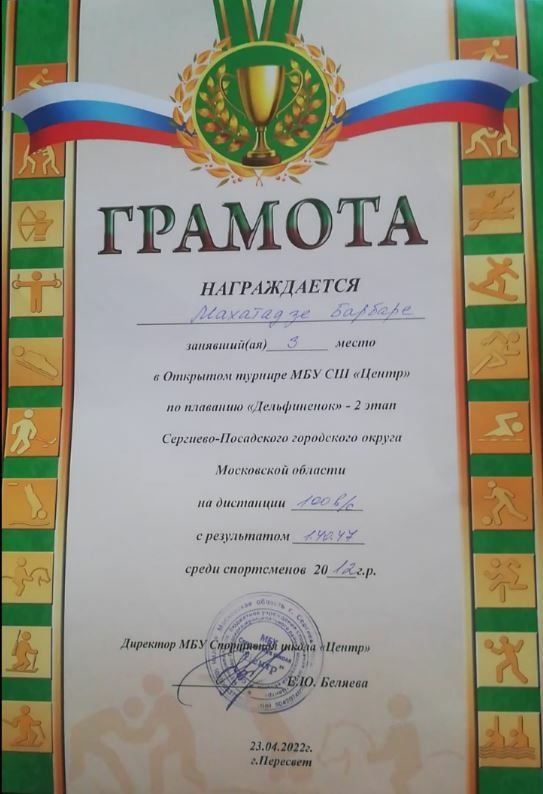 ГРАМОТА
НАГРАЖДАЕТСЯ
Махатадзе Барбаре
занявший(ая) 3 место
в Открытом турнире МБУ СШ «Центр»
по плаванию «Дельфиненок» - 2 этап
Сергиево-Посадского городского округа
Московской области
на дистанции 100 в/с
с результатом 1.40.47
среди спортсменов 2012г.р.
Директор МБУ Спортивная школа «Центр»
Е.Ю. Беляева
23.04.2022г.
г.Пересвет